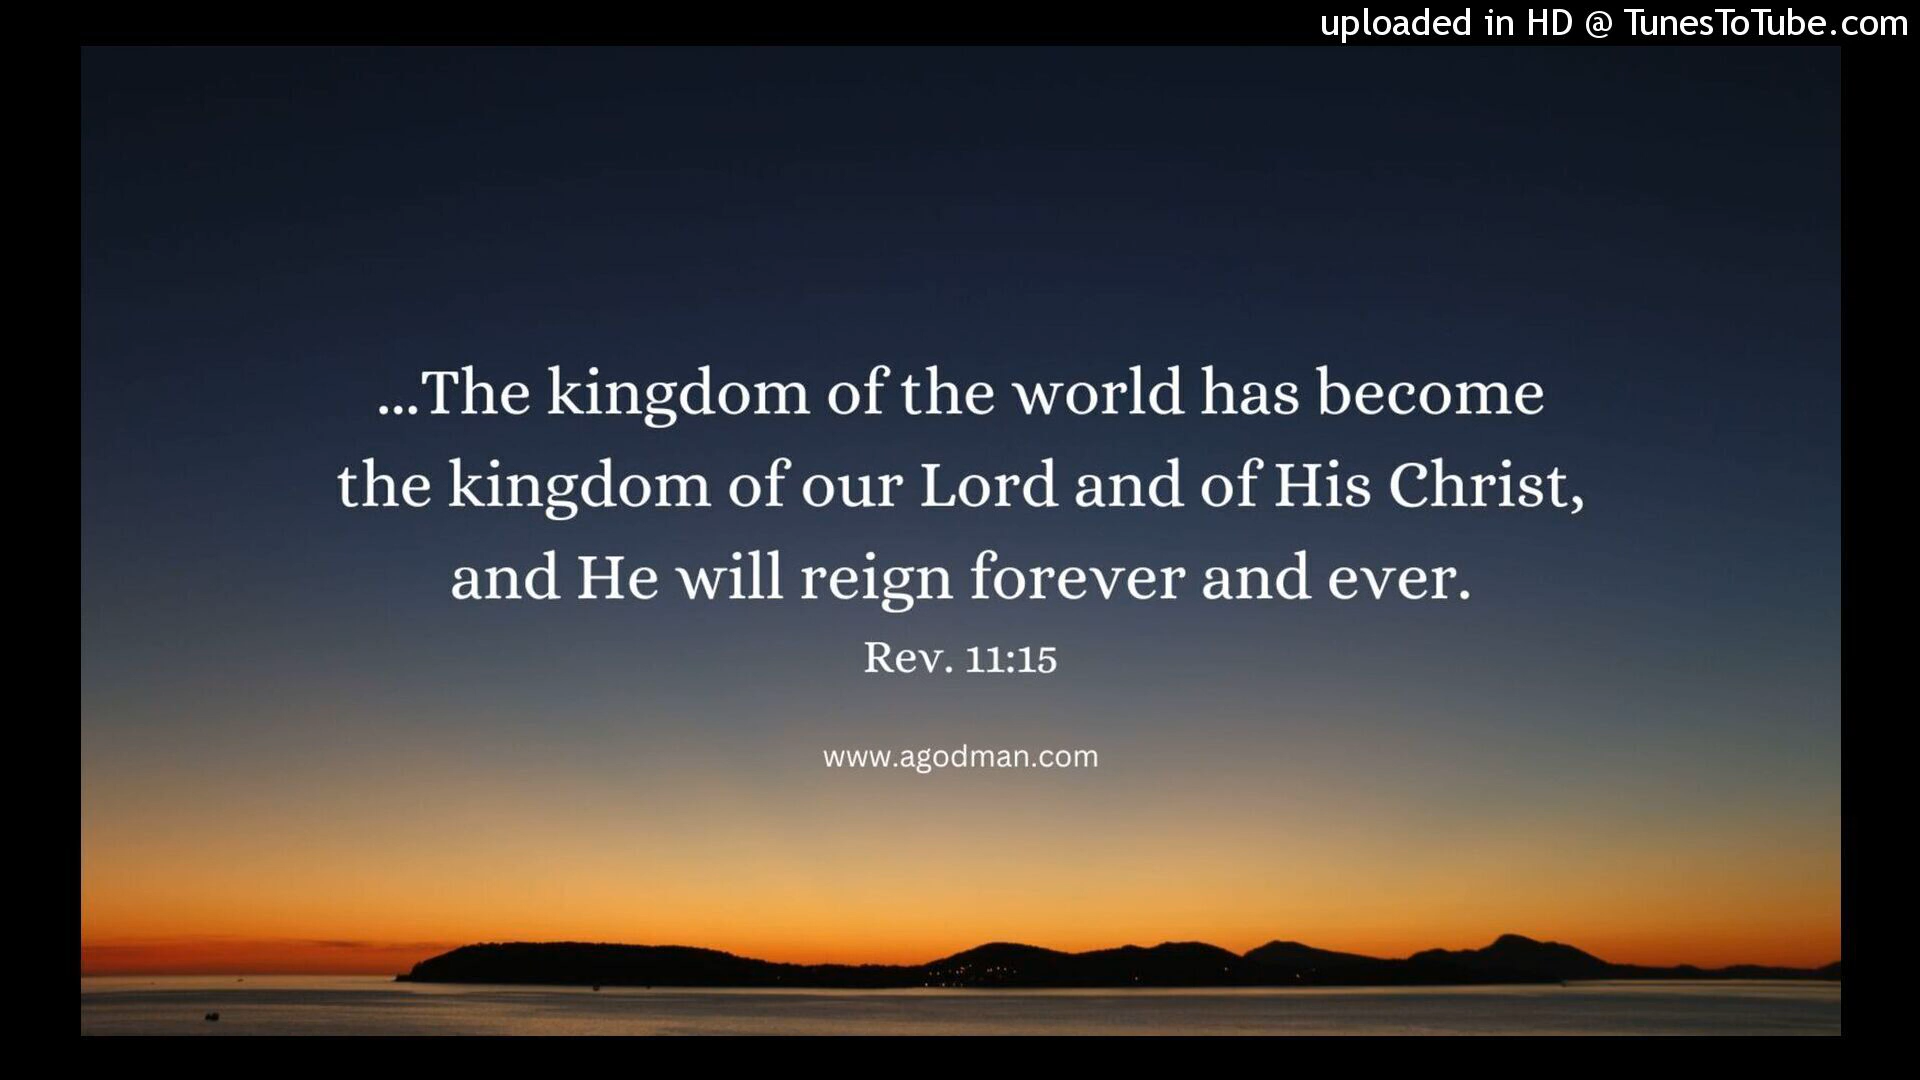 uploaded in HD @ TunesToTube.com
...The kingdom of the world has become
the kingdom of our Lord and of His Christ,
and He will reign forever and ever.
Rev. 11:15
www.agodman.com